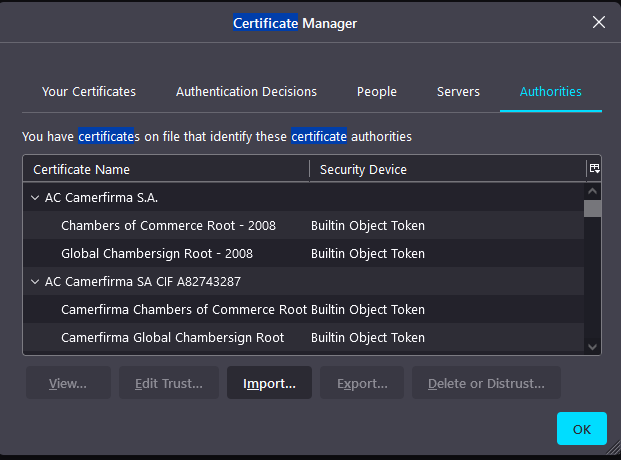 Certificate Manager
Your Certificates Authentication Decisions People Servers Authorities
You have certificates on file that identify these certificate authorities
Certificate Name Security Device
AC Camerfirma S.A.
Chambers of Commerce Root - 2008 Builtin Object Token
Global Chambersign Root - 2008 Builtin Object Token
AC Camerfirma SA CIF A82743287
Camerfirma Chambers of Commerce Root Builtin Object Token
Camerfirma Global Chambersign Root Builtin Object Token
View... Edit Trust... Import... Export... Delete or Distrust...
OK